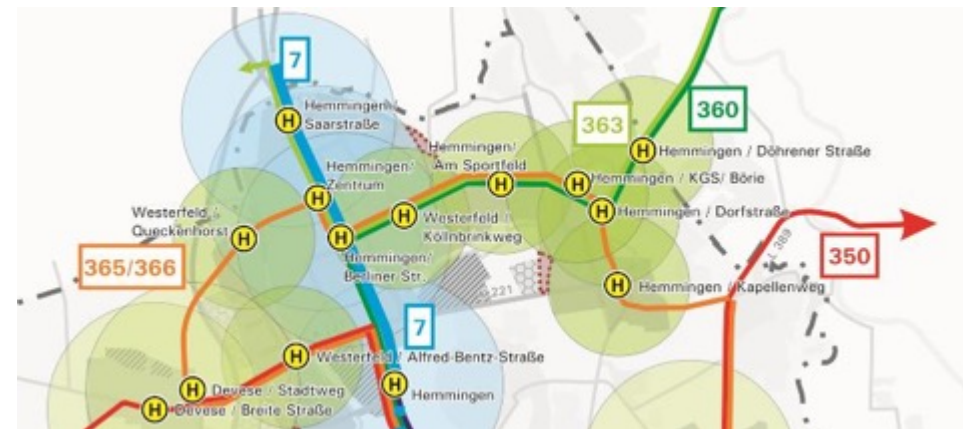 7
Hemmingen /
Saarstraße
363
360
Hemmingen / Döhrener Straße
Hemmingen/
Am Sportfeld
Hemmingen/
Zentrum
Hemmingen / KGS/ Börie
Westerfeld /
Queckenhorst
Westerfeld /
Köllnbrinkweg
Hemmingen / Dorfstraße
365/366
Hemmingen/
Berliner Str.
L 389
350
221
Hemmingen / Kapellenweg
7
Westerfeld / Alfred-Bentz-Straße
Devese / Stadtweg
Hemmingen
Devese / Breite Straße
H
H
H
H
H
H
H
H
H
H
H
H
H
H